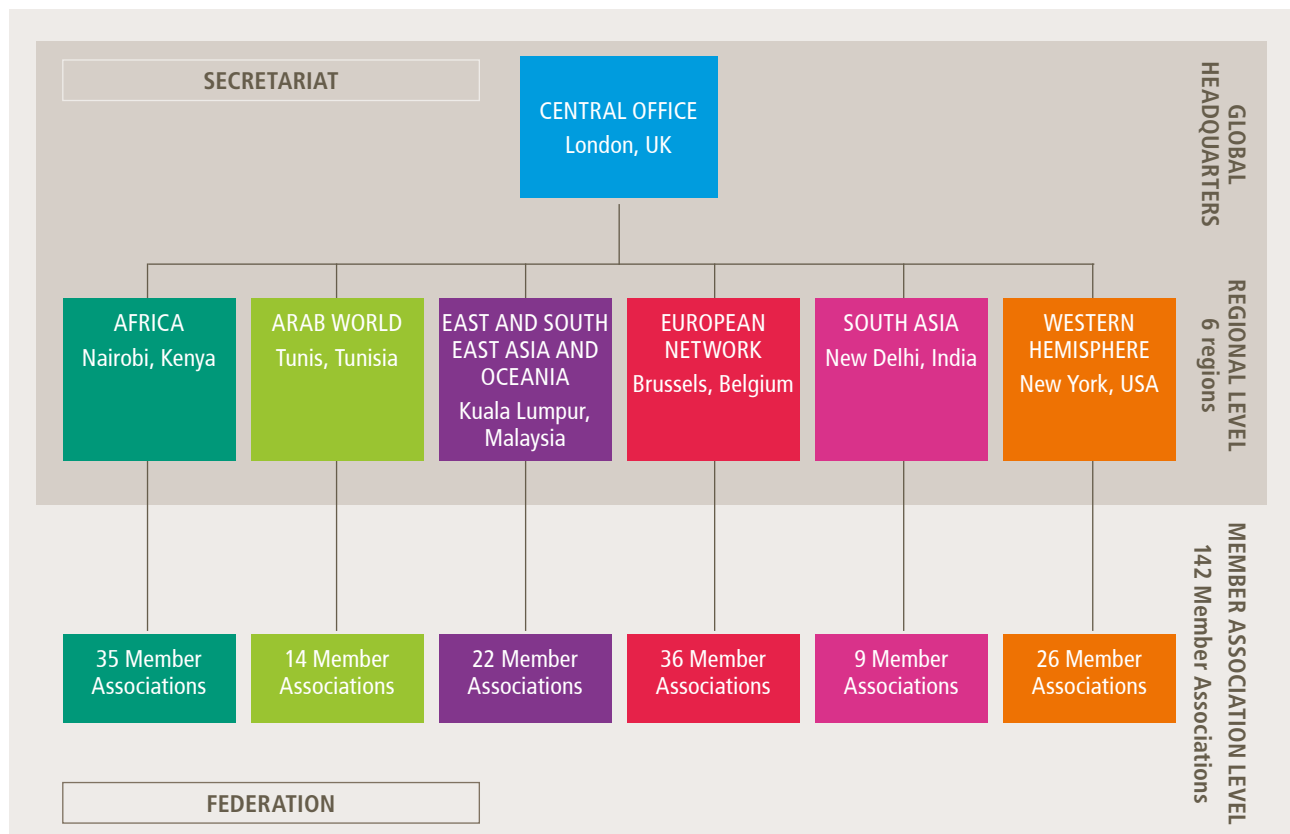 SECRETARIAT
CENTRAL OFFICE
London, UK
GLOBAL
HEADQUARTERS
AFRICA
Nairobi, Kenya
ARAB WORLD
Tunis, Tunisia
EAST AND SOUTH
EAST ASIA AND
OCEANIA
Kuala Lumpur,
Malaysia
EUROPEAN
NETWORK
Brussels, Belgium
SOUTH ASIA
New Delhi, India
WESTERN
HEMISPHERE
New York, USA
REGIONAL LEVEL
6 regions
35 Member
Associations
14 Member
Associations
22 Member
Associations
36 Member
Associations
9 Member
Associations
26 Member
Associations
MEMBER ASSOCIATION LEVEL
142 Member Associations
FEDERATION